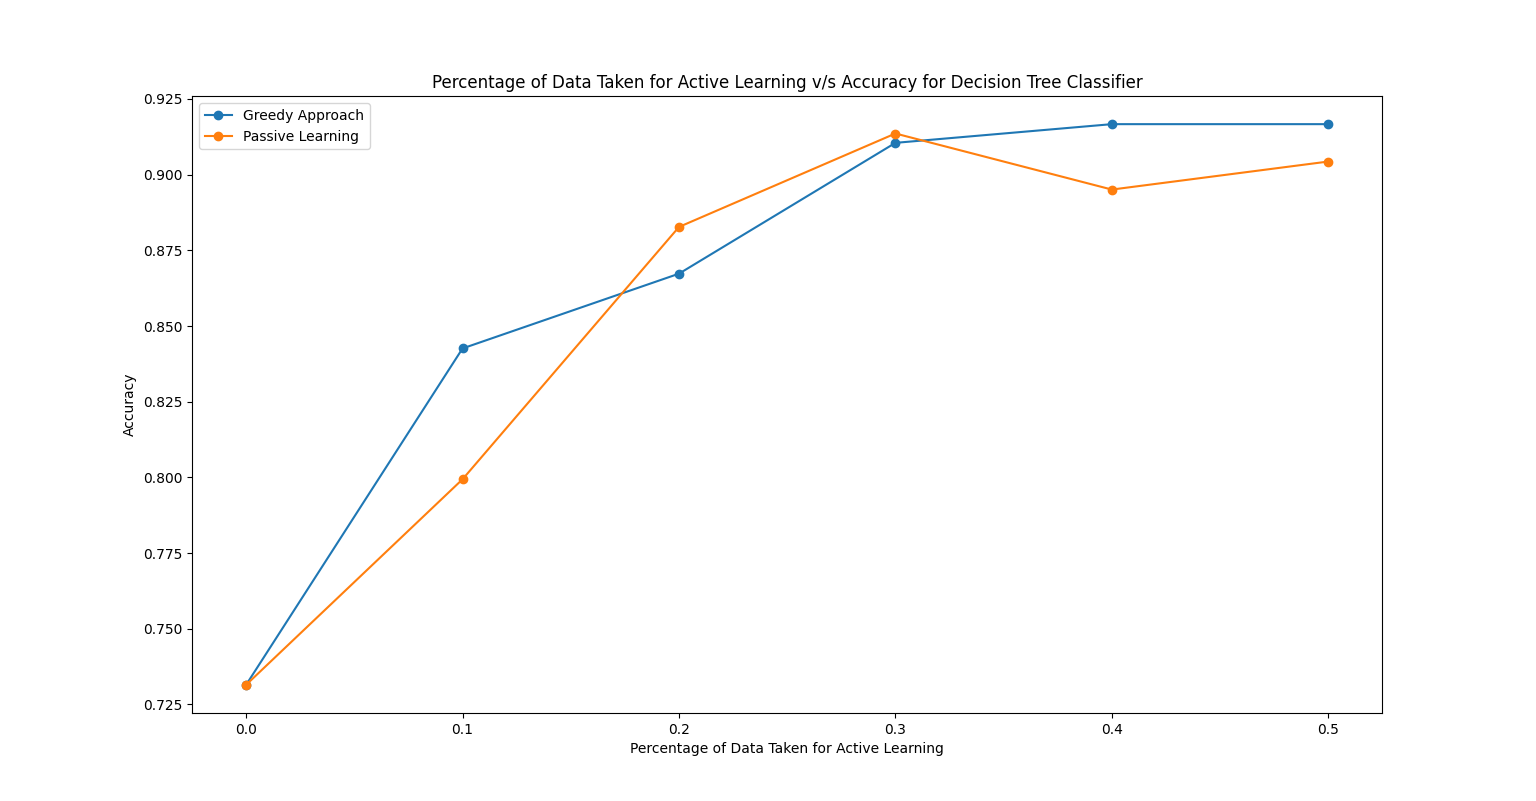 Percentage of Data Taken for Active Learning v/s Accuracy for Decision Tree Classifier
Greedy Approach
Passive Learning
0.925
0.900
0.875
0.850
0.825
0.800
0.775
0.750
0.725
Accuracy
0.0 0.1 0.2 0.3 0.4 0.5
Percentage of Data Taken for Active Learning